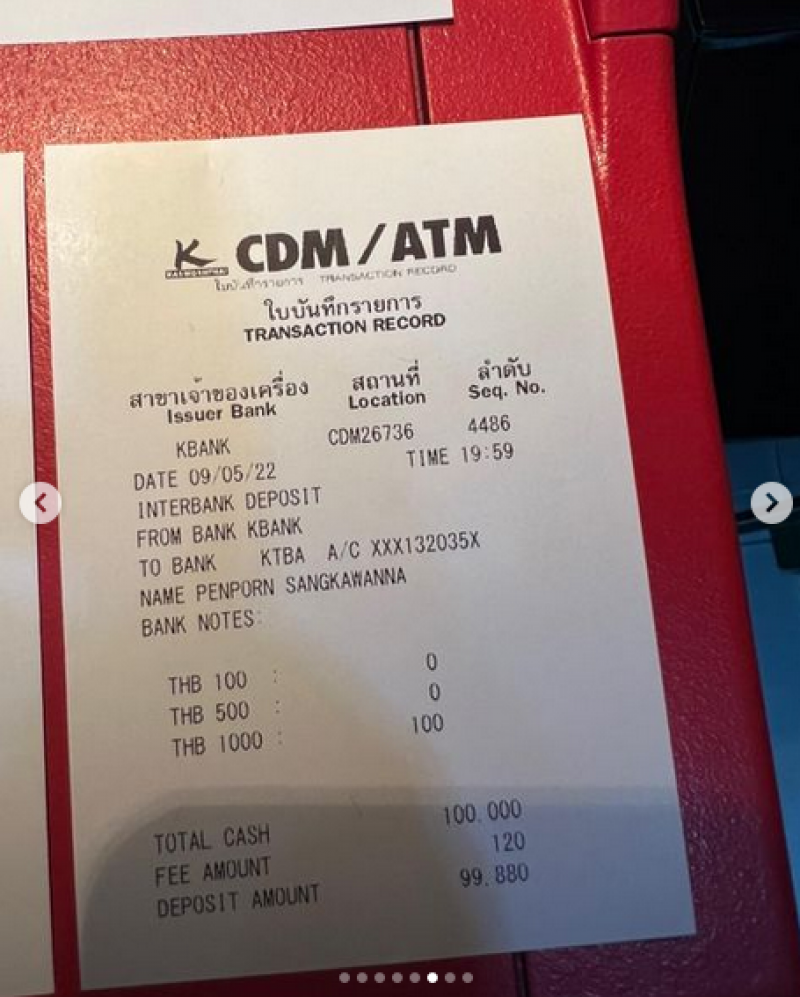 K CDM/ATM
KASIKORNTHAI
ใบบันทึกรายการ TRANSACTION RECORD
ใบบันทึกรายการ
TRANSACTION RECORD
สาขาเจ้าของเครื่อง สถานที่ ลำดับ
Issuer Bank Location Seq. No.
KBANK CDM26736 4486
DATE 09/05/22 TIME 19:59
INTERBANK DEPOSIT
FROM BANK KBANK
TO BANK KTBA A/C XXX132035X
NAME PENPORN SANGKAWANNA
BANK NOTES:
THB 100 : 0
THB 500 : 0
THB 1000 : 100
TOTAL CASH 100.000
FEE AMOUNT 120
DEPOSIT AMOUNT 99.880